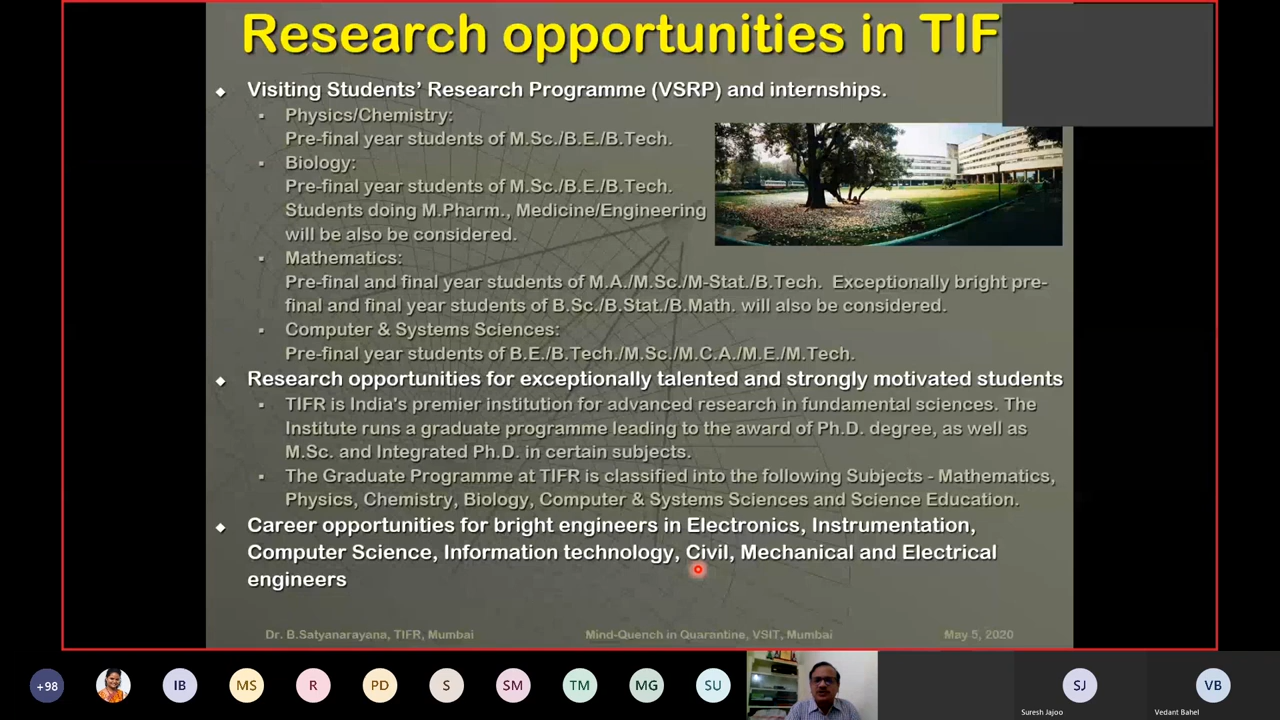 Research opportunities in TIF
◆ Visiting Students’ Research Programme (VSRP) and internships.
▪ Physics/Chemistry:
Pre-final year students of M.Sc./B.E./B.Tech.
▪ Biology:
Pre-final year students of M.Sc./B.E./B.Tech.
Students doing M.Pharm., Medicine/Engineering
will be also be considered.
▪ Mathematics:
Pre-final and final year students of M.A./M.Sc./M-Stat./B.Tech. Exceptionally bright pre-
final and final year students of B.Sc./B.Stat./B.Math. will also be considered.
▪ Computer & Systems Sciences:
Pre-final year students of B.E./B.Tech./M.Sc./M.C.A./M.E./M.Tech.
◆ Research opportunities for exceptionally talented and strongly motivated students
▪ TIFR is India's premier institution for advanced research in fundamental sciences. The
Institute runs a graduate programme leading to the award of Ph.D. degree, as well as
M.Sc. and Integrated Ph.D. in certain subjects.
▪ The Graduate Programme at TIFR is classified into the following Subjects - Mathematics,
Physics, Chemistry, Biology, Computer & Systems Sciences and Science Education.
◆ Career opportunities for bright engineers in Electronics, Instrumentation,
Computer Science, Information technology, Civil, Mechanical and Electrical
engineers
Dr. B.Satyanarayana, TIFR, Mumbai Mind-Quench in Quarantine, VSIT, Mumbai May 5, 2020
+98 IB MS R PD S SM TM MG SU SJ VB
Suresh Jajoo Vedant Bahel